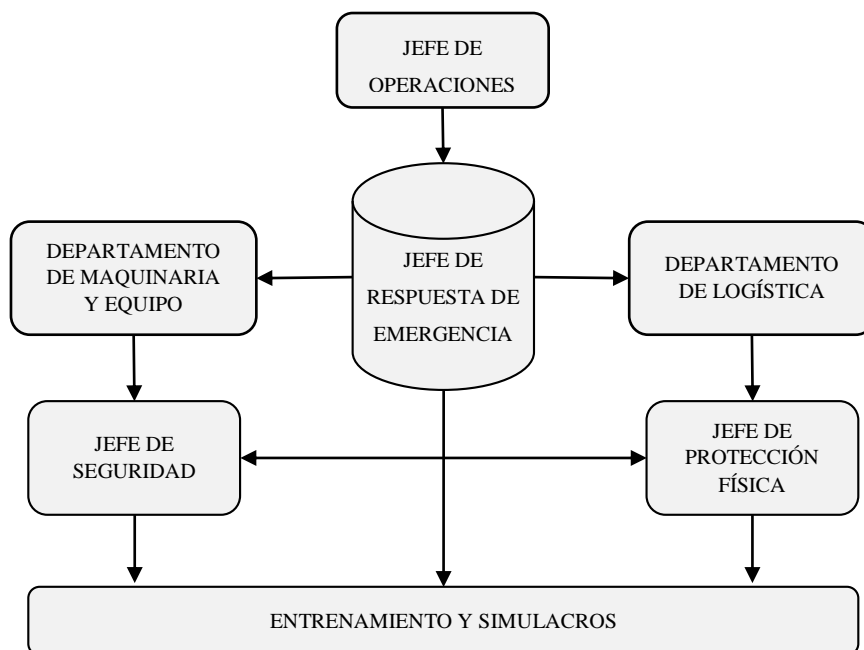 JEFE DE
OPERACIONES
DEPARTAMENTO
DE MAQUINARIA
Y EQUIPO
JEFE DE
RESPUESTA DE
EMERGENCIA
DEPARTAMENTO
DE LOGÍSTICA
JEFE DE
SEGURIDAD
JEFE DE
PROTECCIÓN
FÍSICA
ENTRENAMIENTO Y SIMULACROS